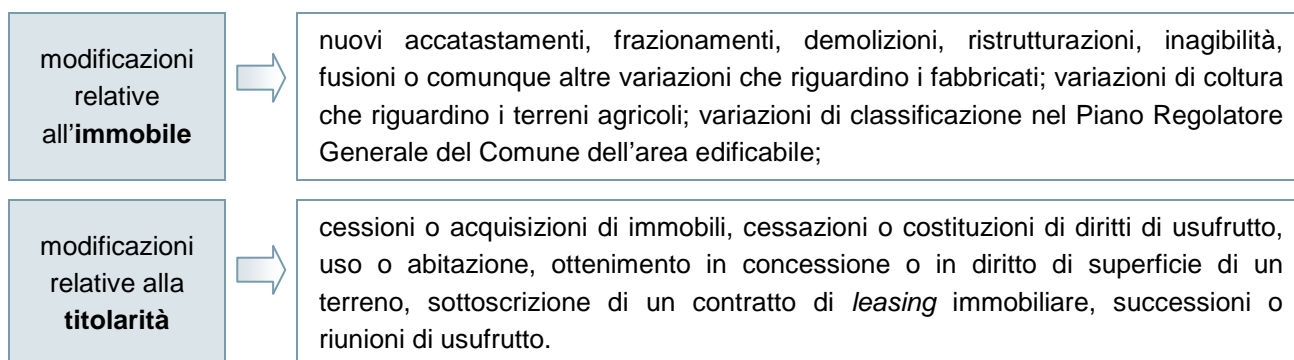 modificazioni
relative
all'immobile
nuovi accatastamenti, frazionamenti, demolizioni, ristrutturazioni, inagibilità,
fusioni o comunque altre variazioni che riguardino i fabbricati; variazioni di coltura
che riguardino i terreni agricoli; variazioni di classificazione nel Piano Regolatore
Generale del Comune dell'area edificabile;
modificazioni
relative alla
titolarità
cessioni o acquisizioni di immobili, cessazioni o costituzioni di diritti di usufrutto,
uso o abitazione, ottenimento in concessione o in diritto di superficie di un
terreno, sottoscrizione di un contratto di leasing immobiliare, successioni o
riunioni di usufrutto.